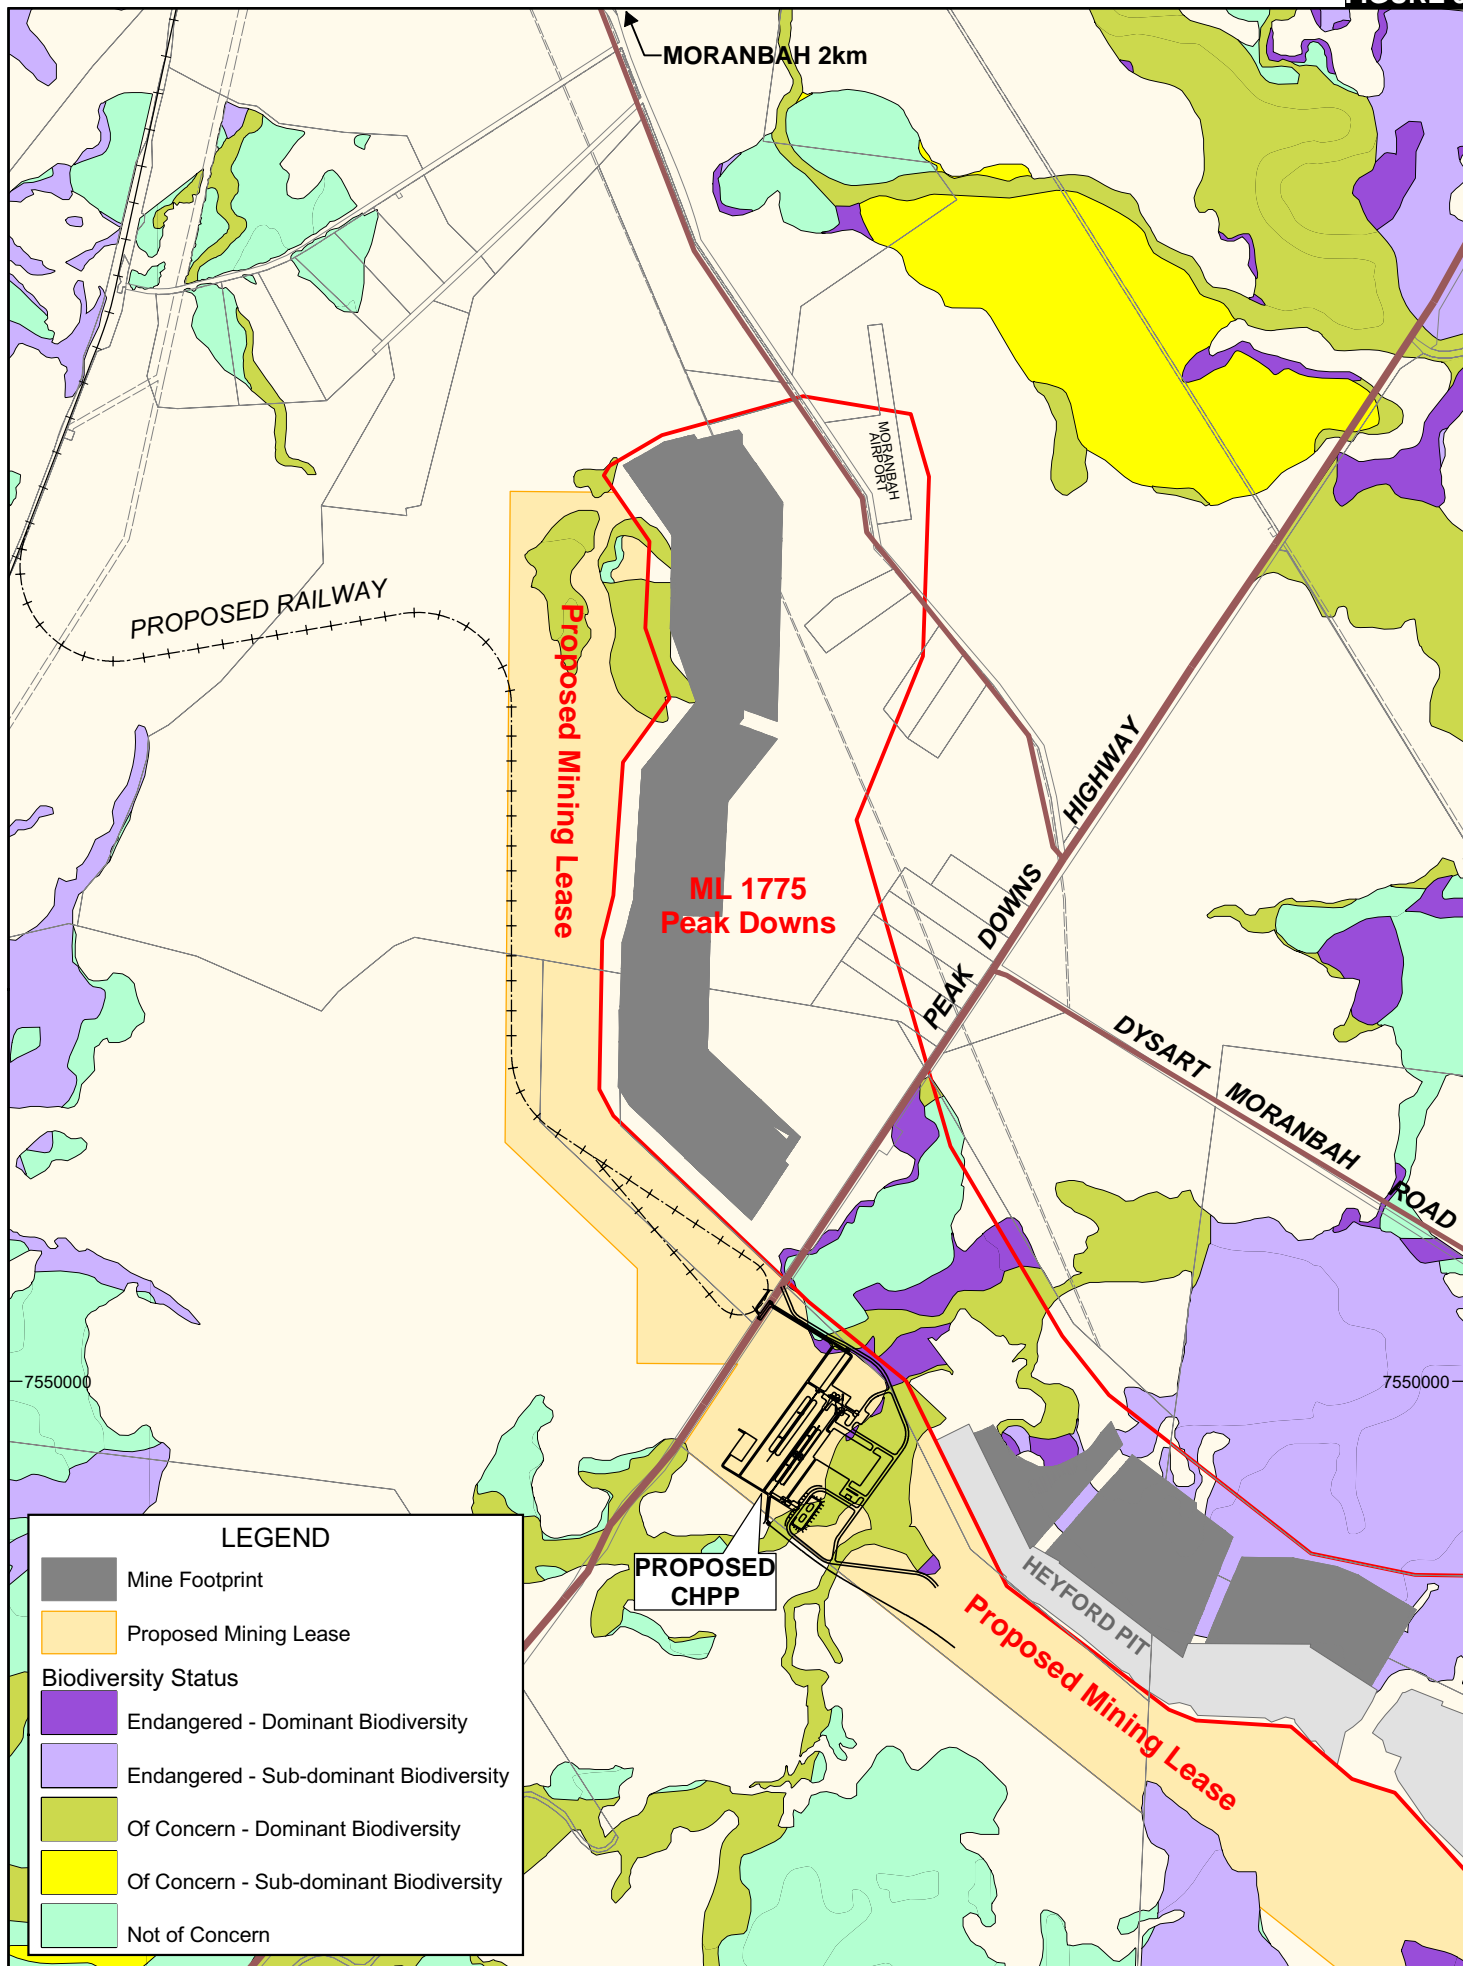 MORANBAH 2km
MORANBAH
AIRPORT
PROPOSED RAILWAY
Proposed Mining Lease
ML 1775
Peak Downs
PEAK DOWNS HIGHWAY
DYSART MORANBAH ROAD
7550000
7550000
HEYFORD PIT
PROPOSED
CHPP
Proposed Mining Lease
LEGEND
Mine Footprint
Proposed Mining Lease
Biodiversity Status
Endangered - Dominant Biodiversity
Endangered - Sub-dominant Biodiversity
Of Concern - Dominant Biodiversity
Of Concern - Sub-dominant Biodiversity
Not of Concern